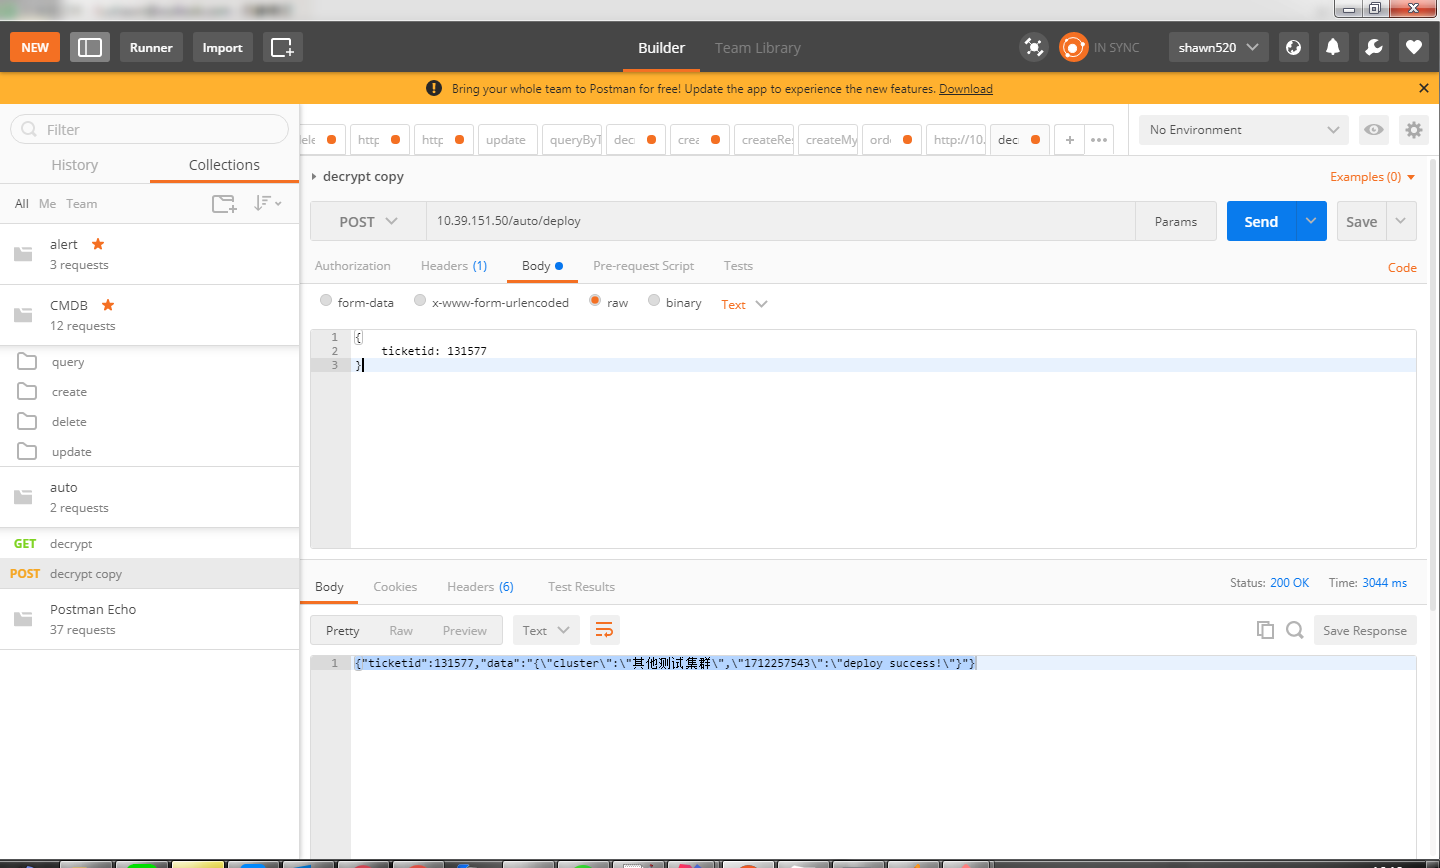 NEW
Runner
Import
Builder
Team Library
IN SYNC
shawn520
Bring your whole team to Postman for free! Update the app to experience the new features. Download
Filter
History
Collections
All Me Team
alert
3 requests
CMDB
12 requests
query
create
delete
update
auto
2 requests
GET decrypt
POST decrypt copy
Postman Echo
37 requests
http
http
update
queryByT
dec
crea
createRes
createMy
orde
http://10.
dec
+
No Environment
decrypt copy
Examples (0)
POST
10.39.151.50/auto/deploy
Params
Send
Save
Authorization
Headers (1)
Body
Pre-request Script
Tests
Code
form-data
x-www-form-urlencoded
raw
binary
Text
1 {
2 ticketid: 131577
3 }
Body
Cookies
Headers (6)
Test Results
Status: 200 OK
Time: 3044 ms
Pretty
Raw
Preview
Text
Save Response
1 {"ticketid":131577,"data":"{\"cluster\":\"其他测试集群\",\"1712257543\":\"deploy success!\"}"}